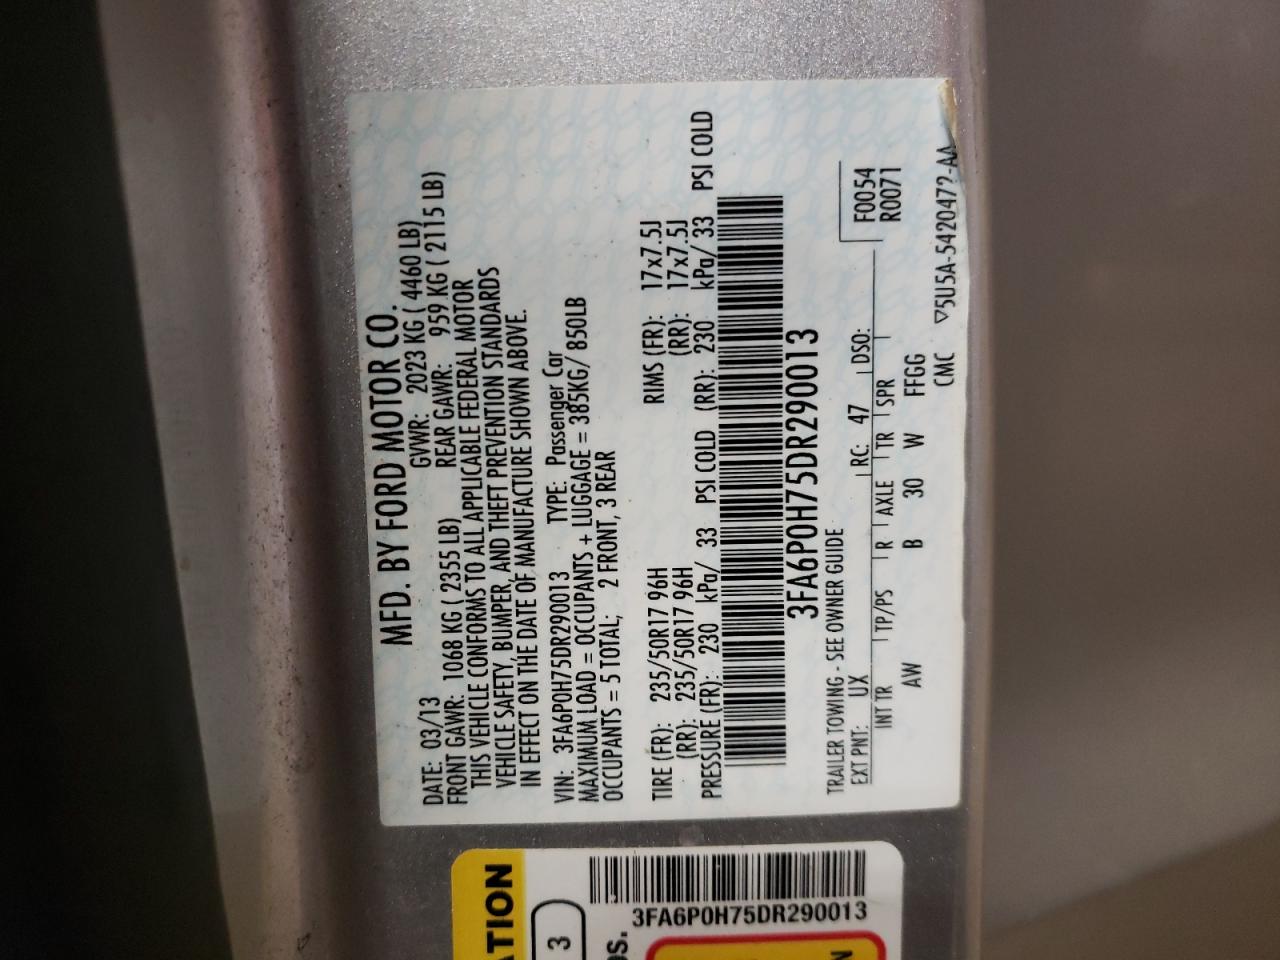 MFD. BY FORD MOTOR CO.
DATE: 03/13 GVWR: 2023 KG ( 4460 LB)
FRONT GAWR: 1068 KG ( 2355 LB) REAR GAWR: 959 KG ( 2115 LB)
THIS VEHICLE CONFORMS TO ALL APPLICABLE FEDERAL MOTOR
VEHICLE SAFETY, BUMPER, AND THEFT PREVENTION STANDARDS
IN EFFECT ON THE DATE OF MANUFACTURE SHOWN ABOVE.
VIN: 3FA6P0H75DR290013 TYPE: Passenger Car
MAXIMUM LOAD = OCCUPANTS + LUGGAGE = 385KG/ 850LB
OCCUPANTS = 5 TOTAL; 2 FRONT, 3 REAR
TIRE (FR): 235/50R17 96H RIMS (FR): 17x7.5J
(RR): 235/50R17 96H (RR): 17x7.5J
PRESSURE (FR): 230 kPa/ 33 PSI COLD (RR): 230 kPa/ 33 PSI COLD
3FA6P0H75DR290013
TRAILER TOWING - SEE OWNER GUIDE
F0054
EXT PNT: UX RC: 47 DSO: R0071
INT TR TP/PS R AXLE TR SPR
AW B 30 W FFGG
CMC ▽5U5A-5420472-AA
TION
3
OS.
3FA6P0H75DR290013